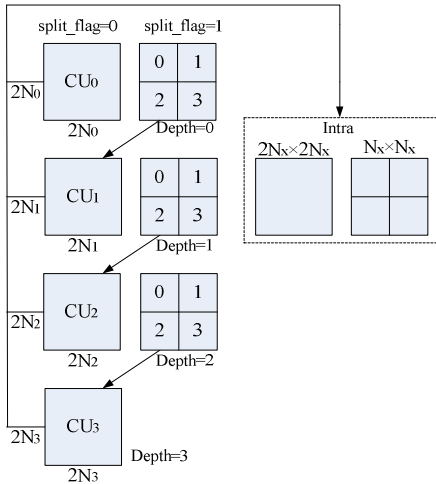 split_flag=0 split_flag=1
CU0
0 1
2 3
2N0
2N0
Depth=0
Intra
2Nx×2Nx Nx×Nx
CU1
0 1
2 3
2N1
2N1
Depth=1
CU2
0 1
2 3
2N2
2N2
Depth=2
CU3
2N3
2N3
Depth=3